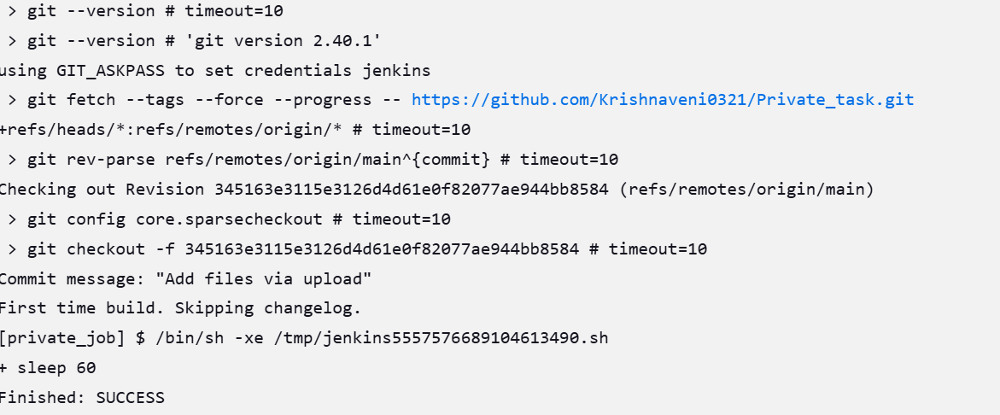 > git --version # timeout=10
> git --version # 'git version 2.40.1'
using GIT_ASKPASS to set credentials jenkins
> git fetch --tags --force --progress -- https://github.com/Krishnaveni0321/Private_task.git
+refs/heads/*:refs/remotes/origin/* # timeout=10
> git rev-parse refs/remotes/origin/main^{commit} # timeout=10
Checking out Revision 345163e3115e3126d4d61e0f82077ae944bb8584 (refs/remotes/origin/main)
> git config core.sparsecheckout # timeout=10
> git checkout -f 345163e3115e3126d4d61e0f82077ae944bb8584 # timeout=10
Commit message: "Add files via upload"
First time build. Skipping changelog.
[private_job] $ /bin/sh -xe /tmp/jenkins5557576689104613490.sh
+ sleep 60
Finished: SUCCESS